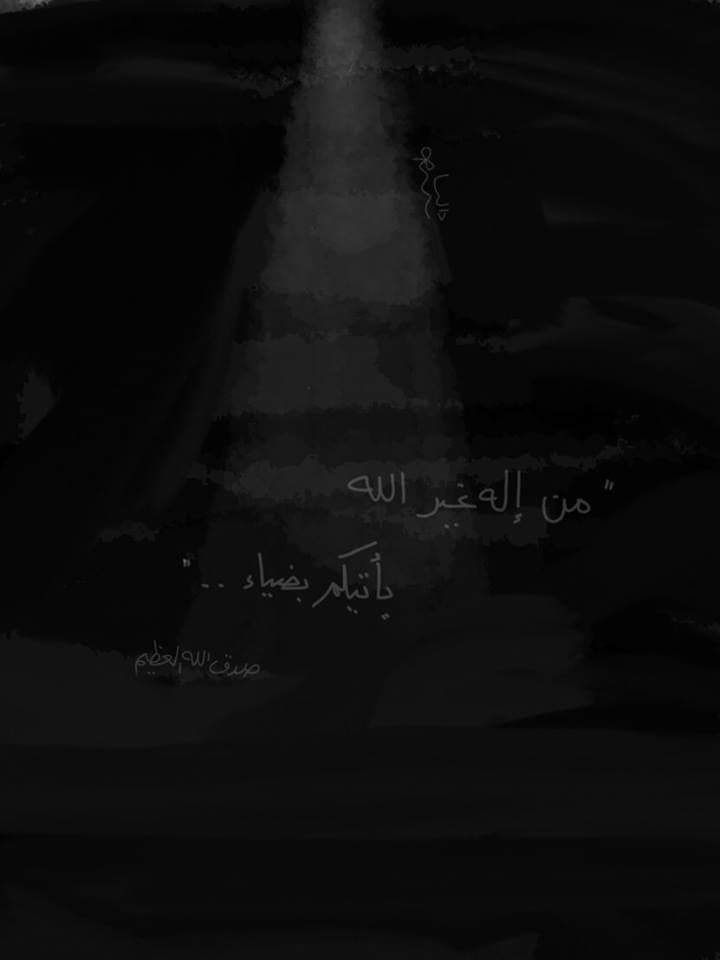 "من إله غير الله
يأتيكم بضياء .. "
صدق الله العظيم